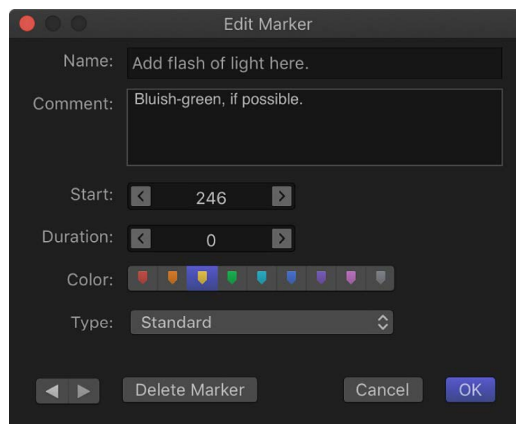 Edit Marker
Name: Add flash of light here.
Comment: Bluish-green, if possible.
Start: 246
Duration: 0
Color:
Type: Standard
Delete Marker Cancel OK